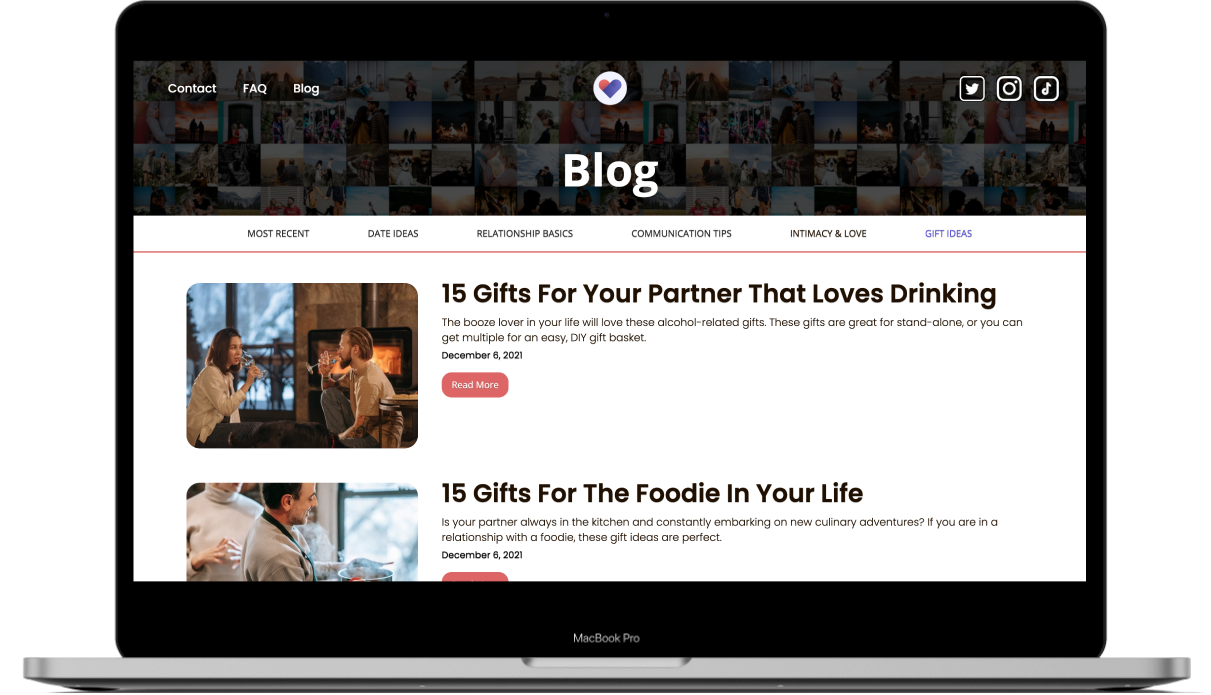 Contact FAQ Blog
Blog
MOST RECENT DATE IDEAS RELATIONSHIP BASICS COMMUNICATION TIPS INTIMACY & LOVE GIFT IDEAS
15 Gifts For Your Partner That Loves Drinking
The booze lover in your life will love these alcohol-related gifts. These gifts are great for stand-alone, or you can
get multiple for an easy, DIY gift basket.
December 6, 2021
Read More
15 Gifts For The Foodie In Your Life
Is your partner always in the kitchen and constantly embarking on new culinary adventures? If you are in a
relationship with a foodie, these gift ideas are perfect.
December 6, 2021
MacBook Pro